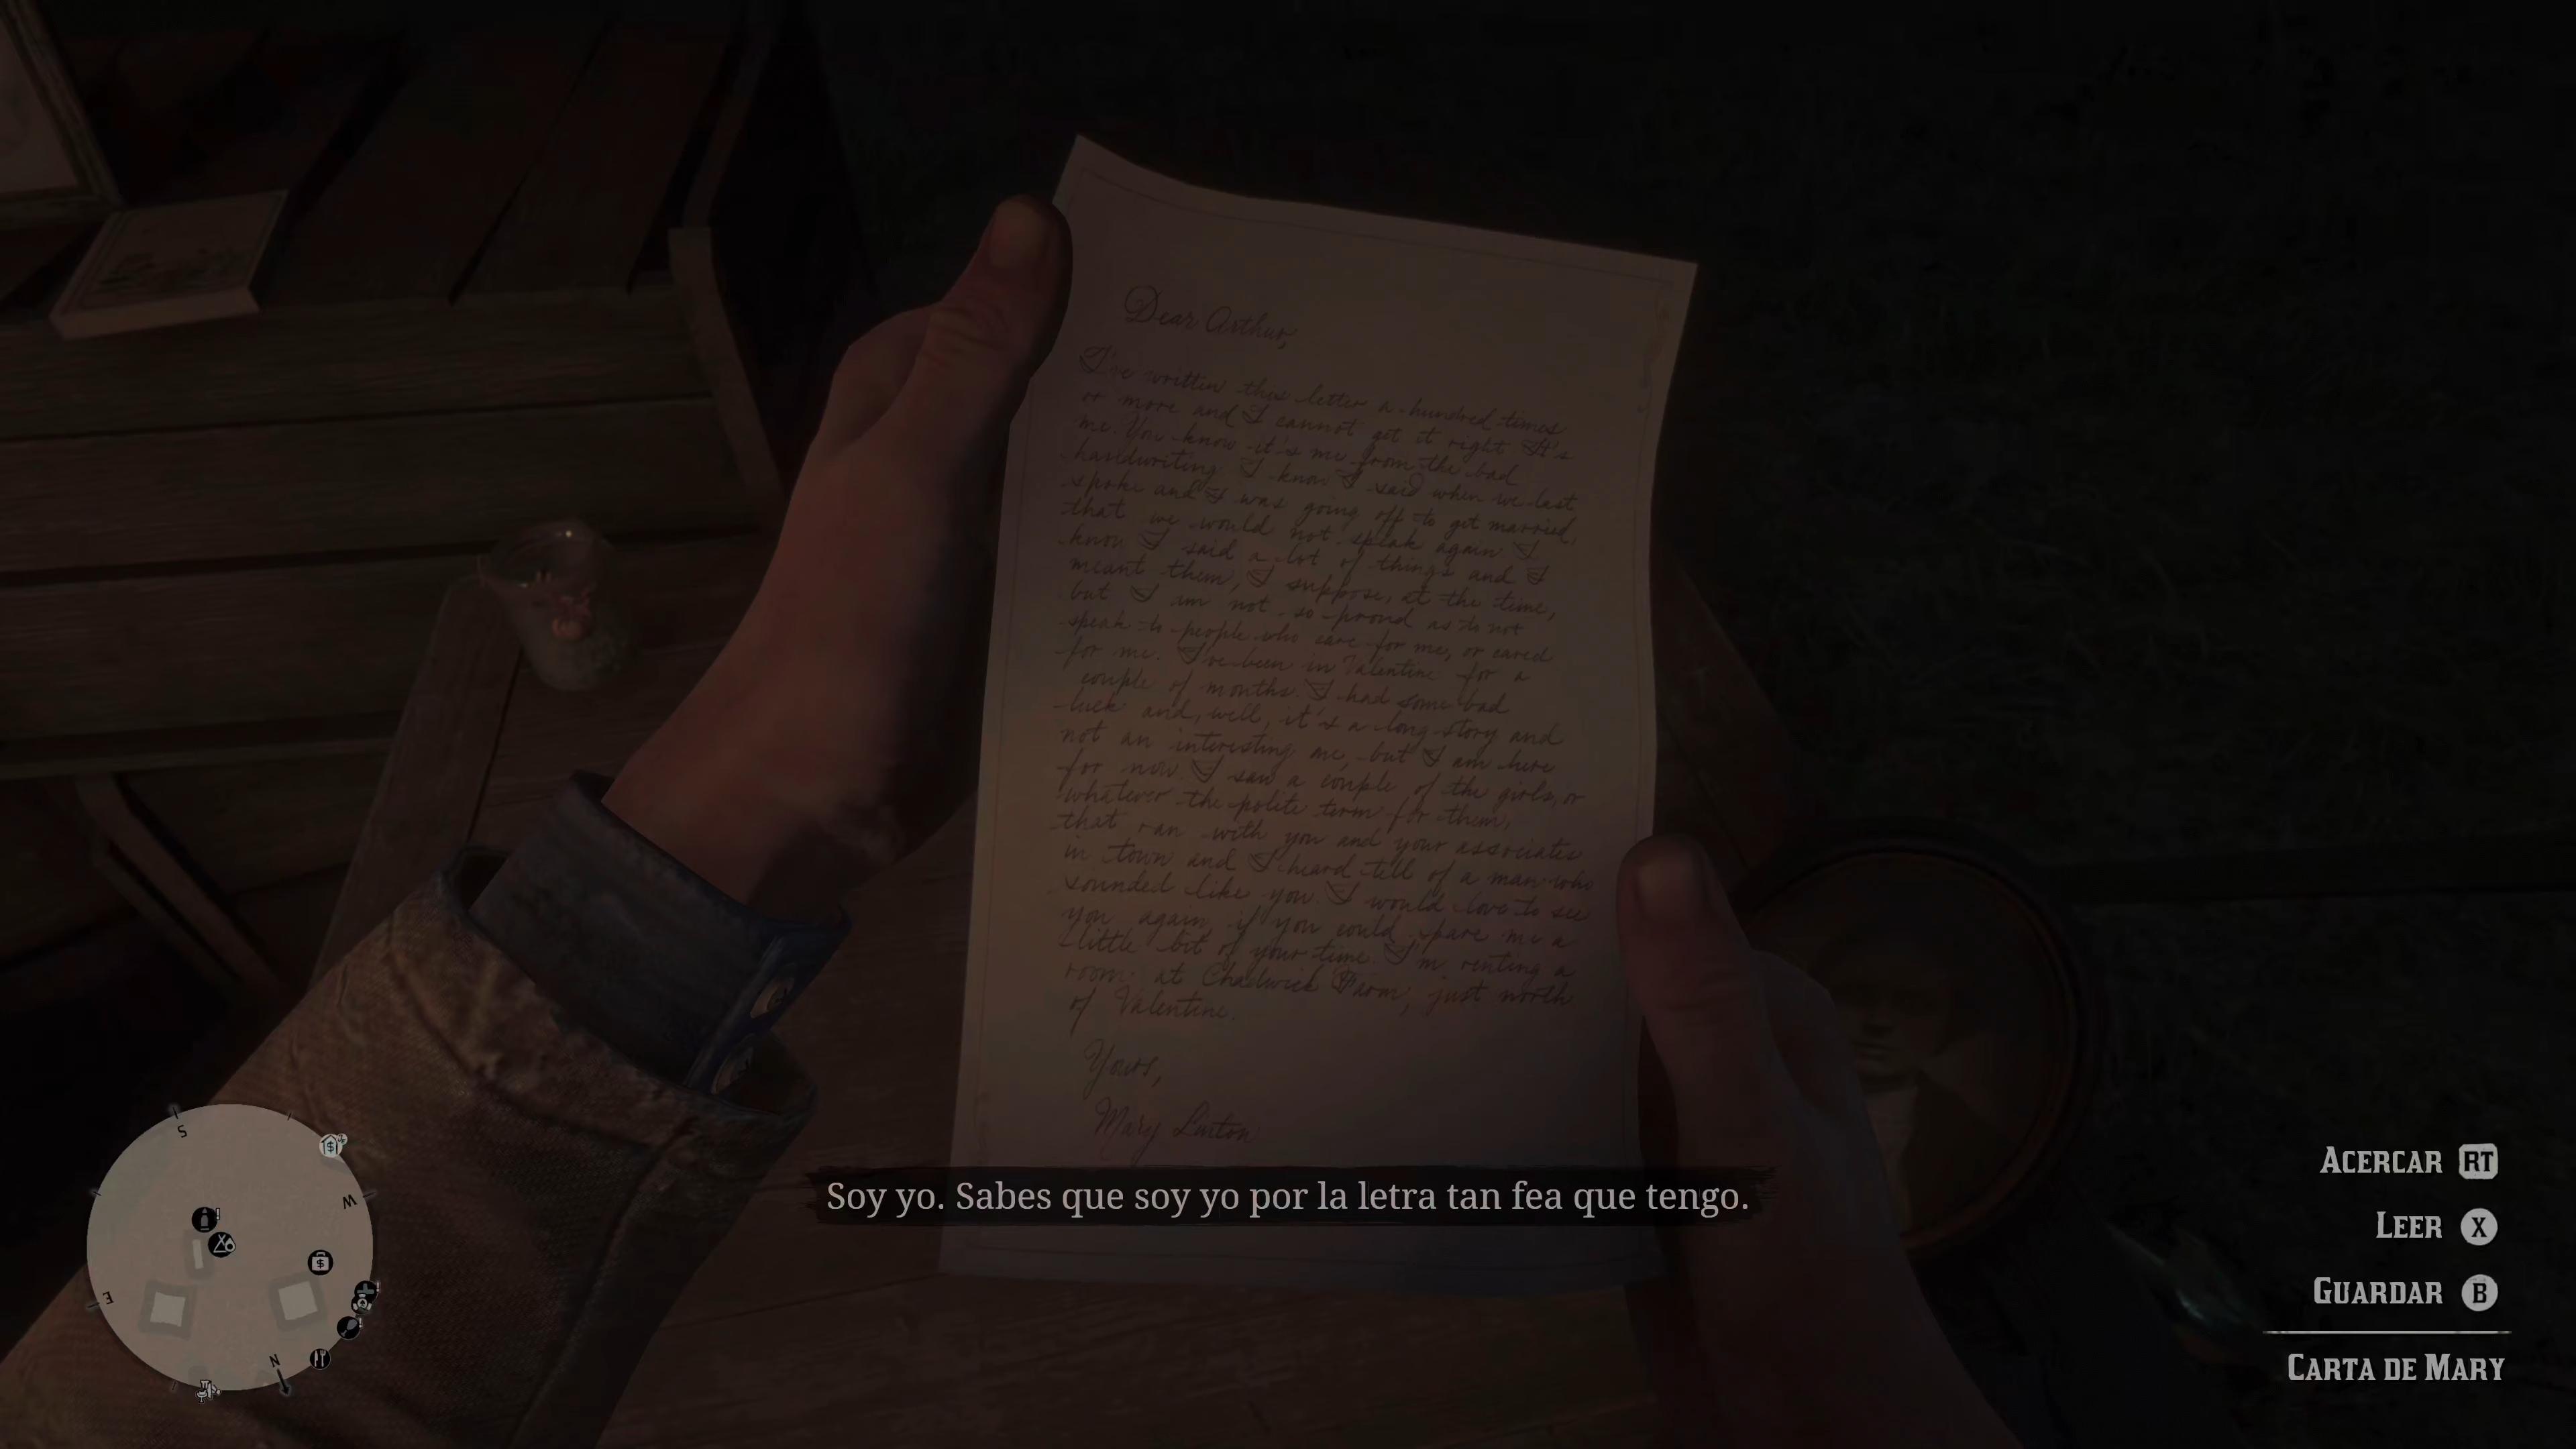 Dear Arthur,
I've written this letter a hundred times
or more and I cannot get it right It's
me. You know it's me from the bad
handwriting. I know I said when we last
spoke and I was going off to get married,
that we would not speak again I
know I said a lot of things and I
meant them, I suppose, at the time,
but I am not so proud as to not
speak to people who care for me, or cared
for me. I've been in Valentine for a
couple of months. I had some bad
luck and, well, it's a long story and
not an interesting one, but I am here
for now. I saw a couple of the girls, or
whatever the polite term for them,
that ran with you and your associates
in town and I heard tell of a man who
sounded like you. I would love to see
you again, if you could spare me a
little bit of your time. I'm renting a
room at Chadwick Farm, just north
of Valentine.
Yours,
Mary Linton
Soy yo. Sabes que soy yo por la letra tan fea que tengo.
S
W
E
N
ACERCAR RT
LEER X
GUARDAR B
CARTA DE MARY